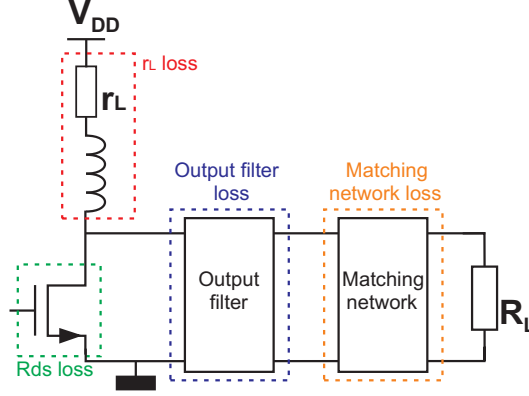 VDD
rL loss
rL
Output filter
loss
Matching
network loss
Output
filter
Matching
network
RL
Rds loss